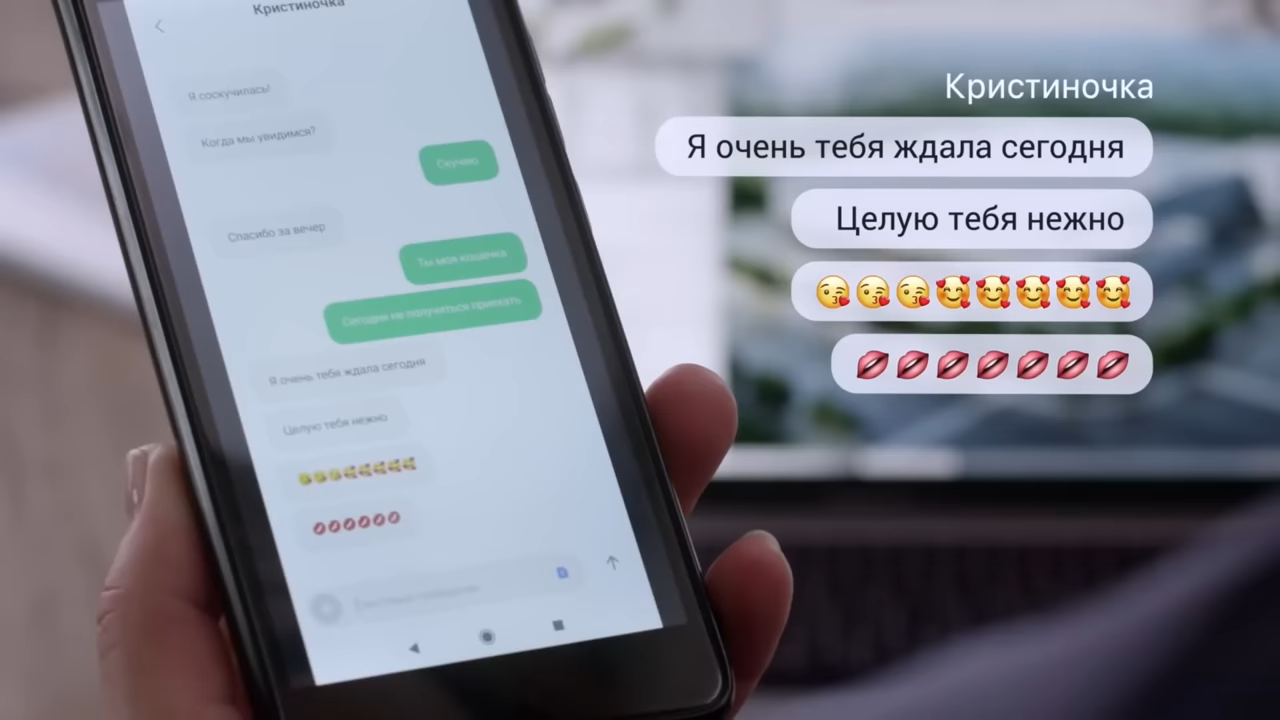 Кристиночка
Я соскучилась!
Когда мы увидимся?
Скучаю
Спасибо за вечер
Ты моя кошечка
Сегодня не получиться приехать
Я очень тебя ждала сегодня
Целую тебя нежно
😘😘😘🥰🥰🥰🥰🥰
💋💋💋💋💋💋
Кристиночка
Я очень тебя ждала сегодня
Целую тебя нежно
😘😘😘🥰🥰🥰🥰🥰
💋💋💋💋💋💋💋